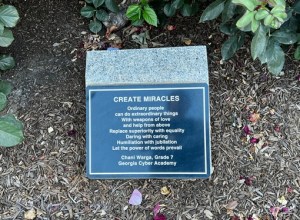 CREATE MIRACLES
Ordinary people
can do extraordinary things
With weapons of love
and help from above
Replace superiority with equality
Daring with caring
Humiliation with jubilation
Let the power of words prevail
Chani Warga, Grade 7
Georgia Cyber Academy